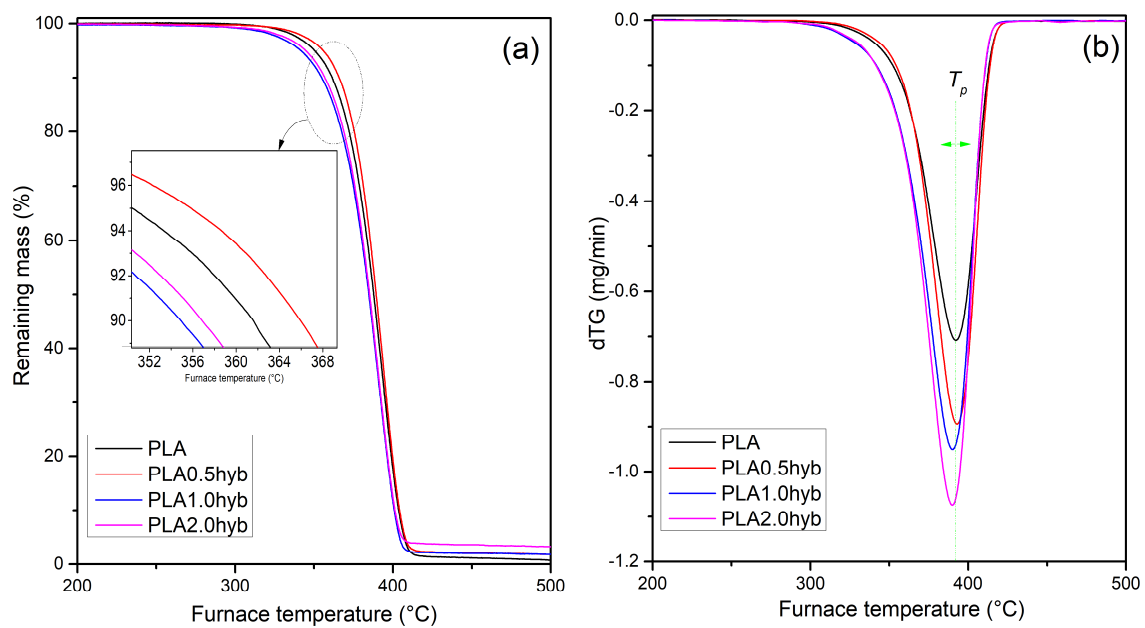 (a)
100
80
60
40
20
0
Remaining mass (%)
200
300
400
500
Furnace temperature (°C)
96
94
92
90
352
356
360
364
368
Furnace temperature (°C)
PLA
PLA0.5hyb
PLA1.0hyb
PLA2.0hyb
(b)
0.0
-0.2
-0.4
-0.6
-0.8
-1.0
-1.2
dTG (mg/min)
Tp
200
300
400
500
Furnace temperature (°C)
PLA
PLA0.5hyb
PLA1.0hyb
PLA2.0hyb